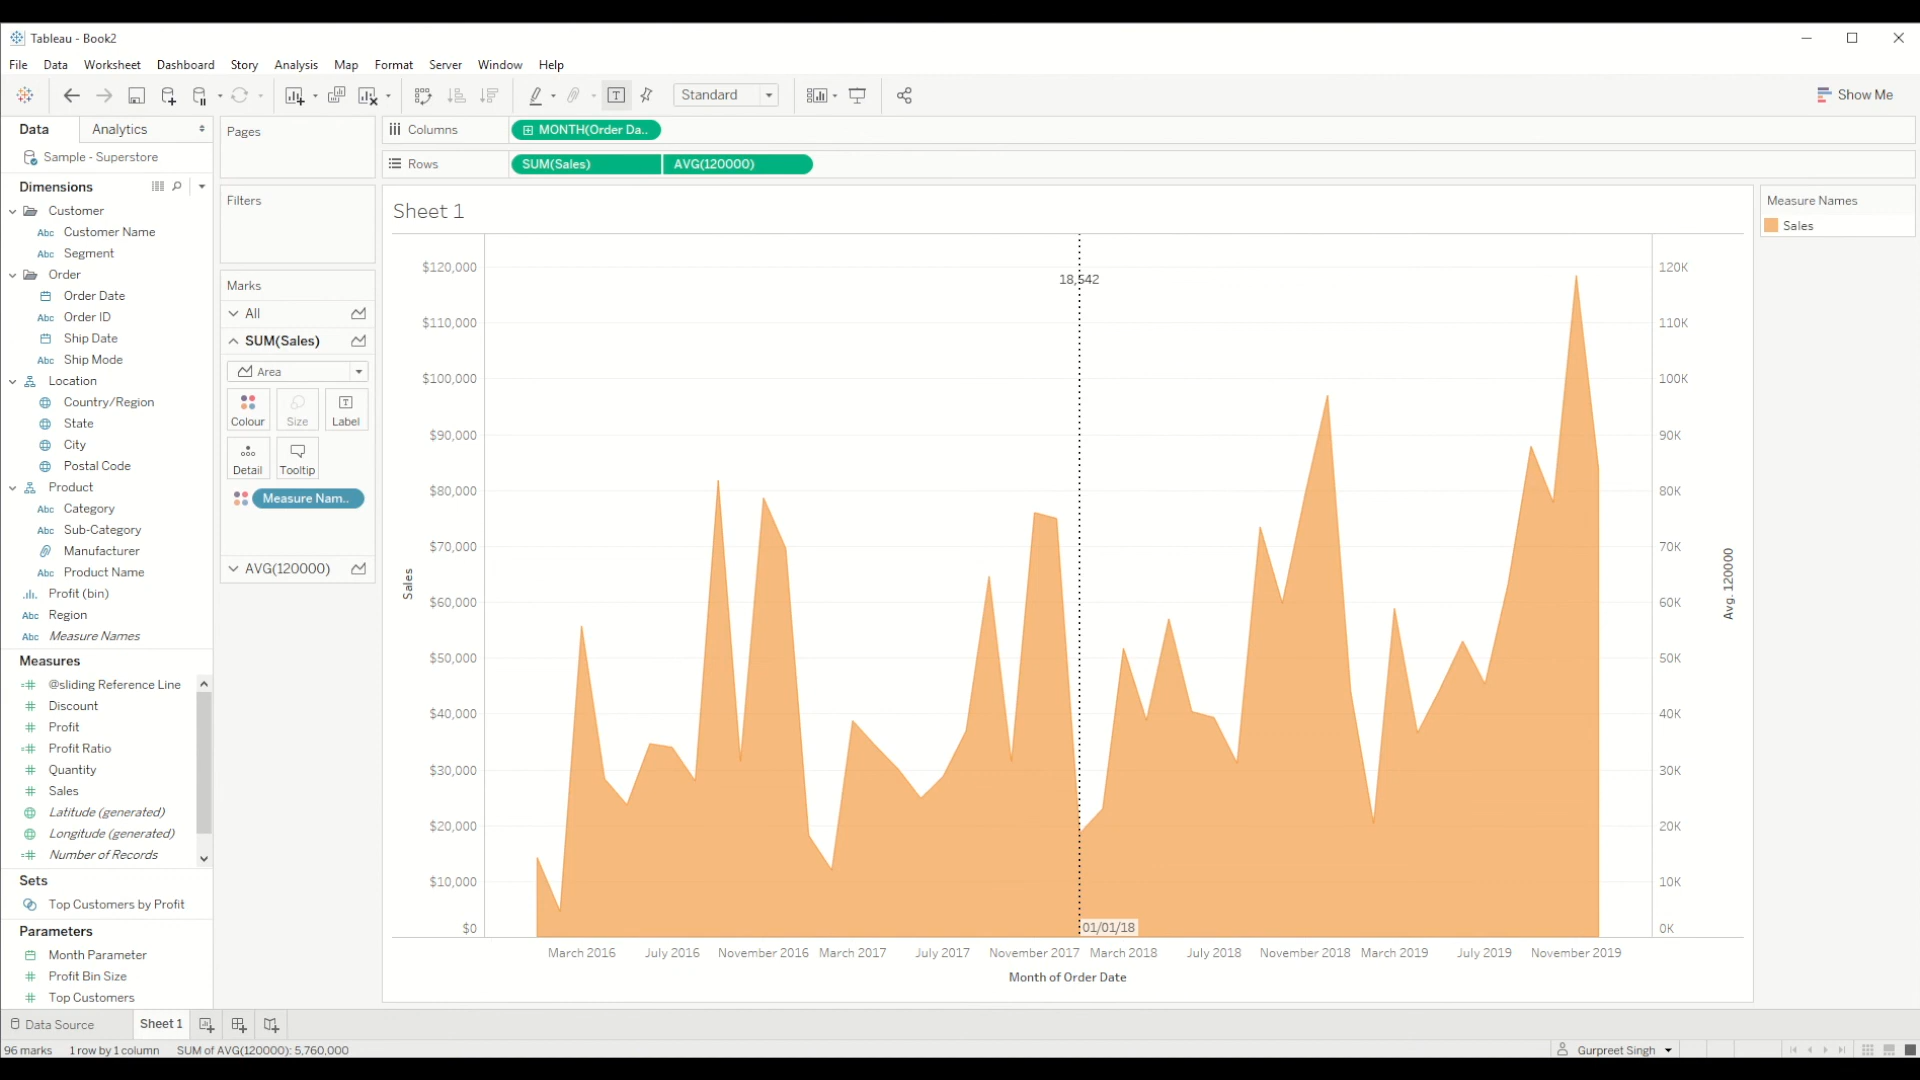 Tableau - Book2
File Data Worksheet Dashboard Story Analysis Map Format Server Window Help
Standard
Show Me
Data Analytics
Sample - Superstore
Dimensions
Customer
Abc Customer Name
Abc Segment
Order
Order Date
Abc Order ID
Ship Date
Abc Ship Mode
Location
Country/Region
State
City
Postal Code
Product
Abc Category
Abc Sub-Category
Manufacturer
Abc Product Name
Profit (bin)
Abc Region
Abc Measure Names
Measures
@sliding Reference Line
Discount
Profit
Profit Ratio
Quantity
Sales
Latitude (generated)
Longitude (generated)
Number of Records
Sets
Top Customers by Profit
Parameters
Month Parameter
Profit Bin Size
Top Customers
Pages
Filters
Marks
All
SUM(Sales)
Area
Colour Size Label
Detail Tooltip
Measure Nam..
AVG(120000)
Columns MONTH(Order Da..
Rows SUM(Sales) AVG(120000)
Sheet 1
18,542
$120,000
$110,000
$100,000
$90,000
$80,000
$70,000
$60,000
$50,000
$40,000
$30,000
$20,000
$10,000
$0
Sales
120K
110K
100K
90K
80K
70K
60K
50K
40K
30K
20K
10K
0K
Avg. 120000
01/01/18
March 2016 July 2016 November 2016 March 2017 July 2017 November 2017 March 2018 July 2018 November 2018 March 2019 July 2019 November 2019
Month of Order Date
Measure Names
Sales
Data Source Sheet 1
96 marks 1 row by 1 column SUM of AVG(120000): 5,760,000
Gurpreet Singh